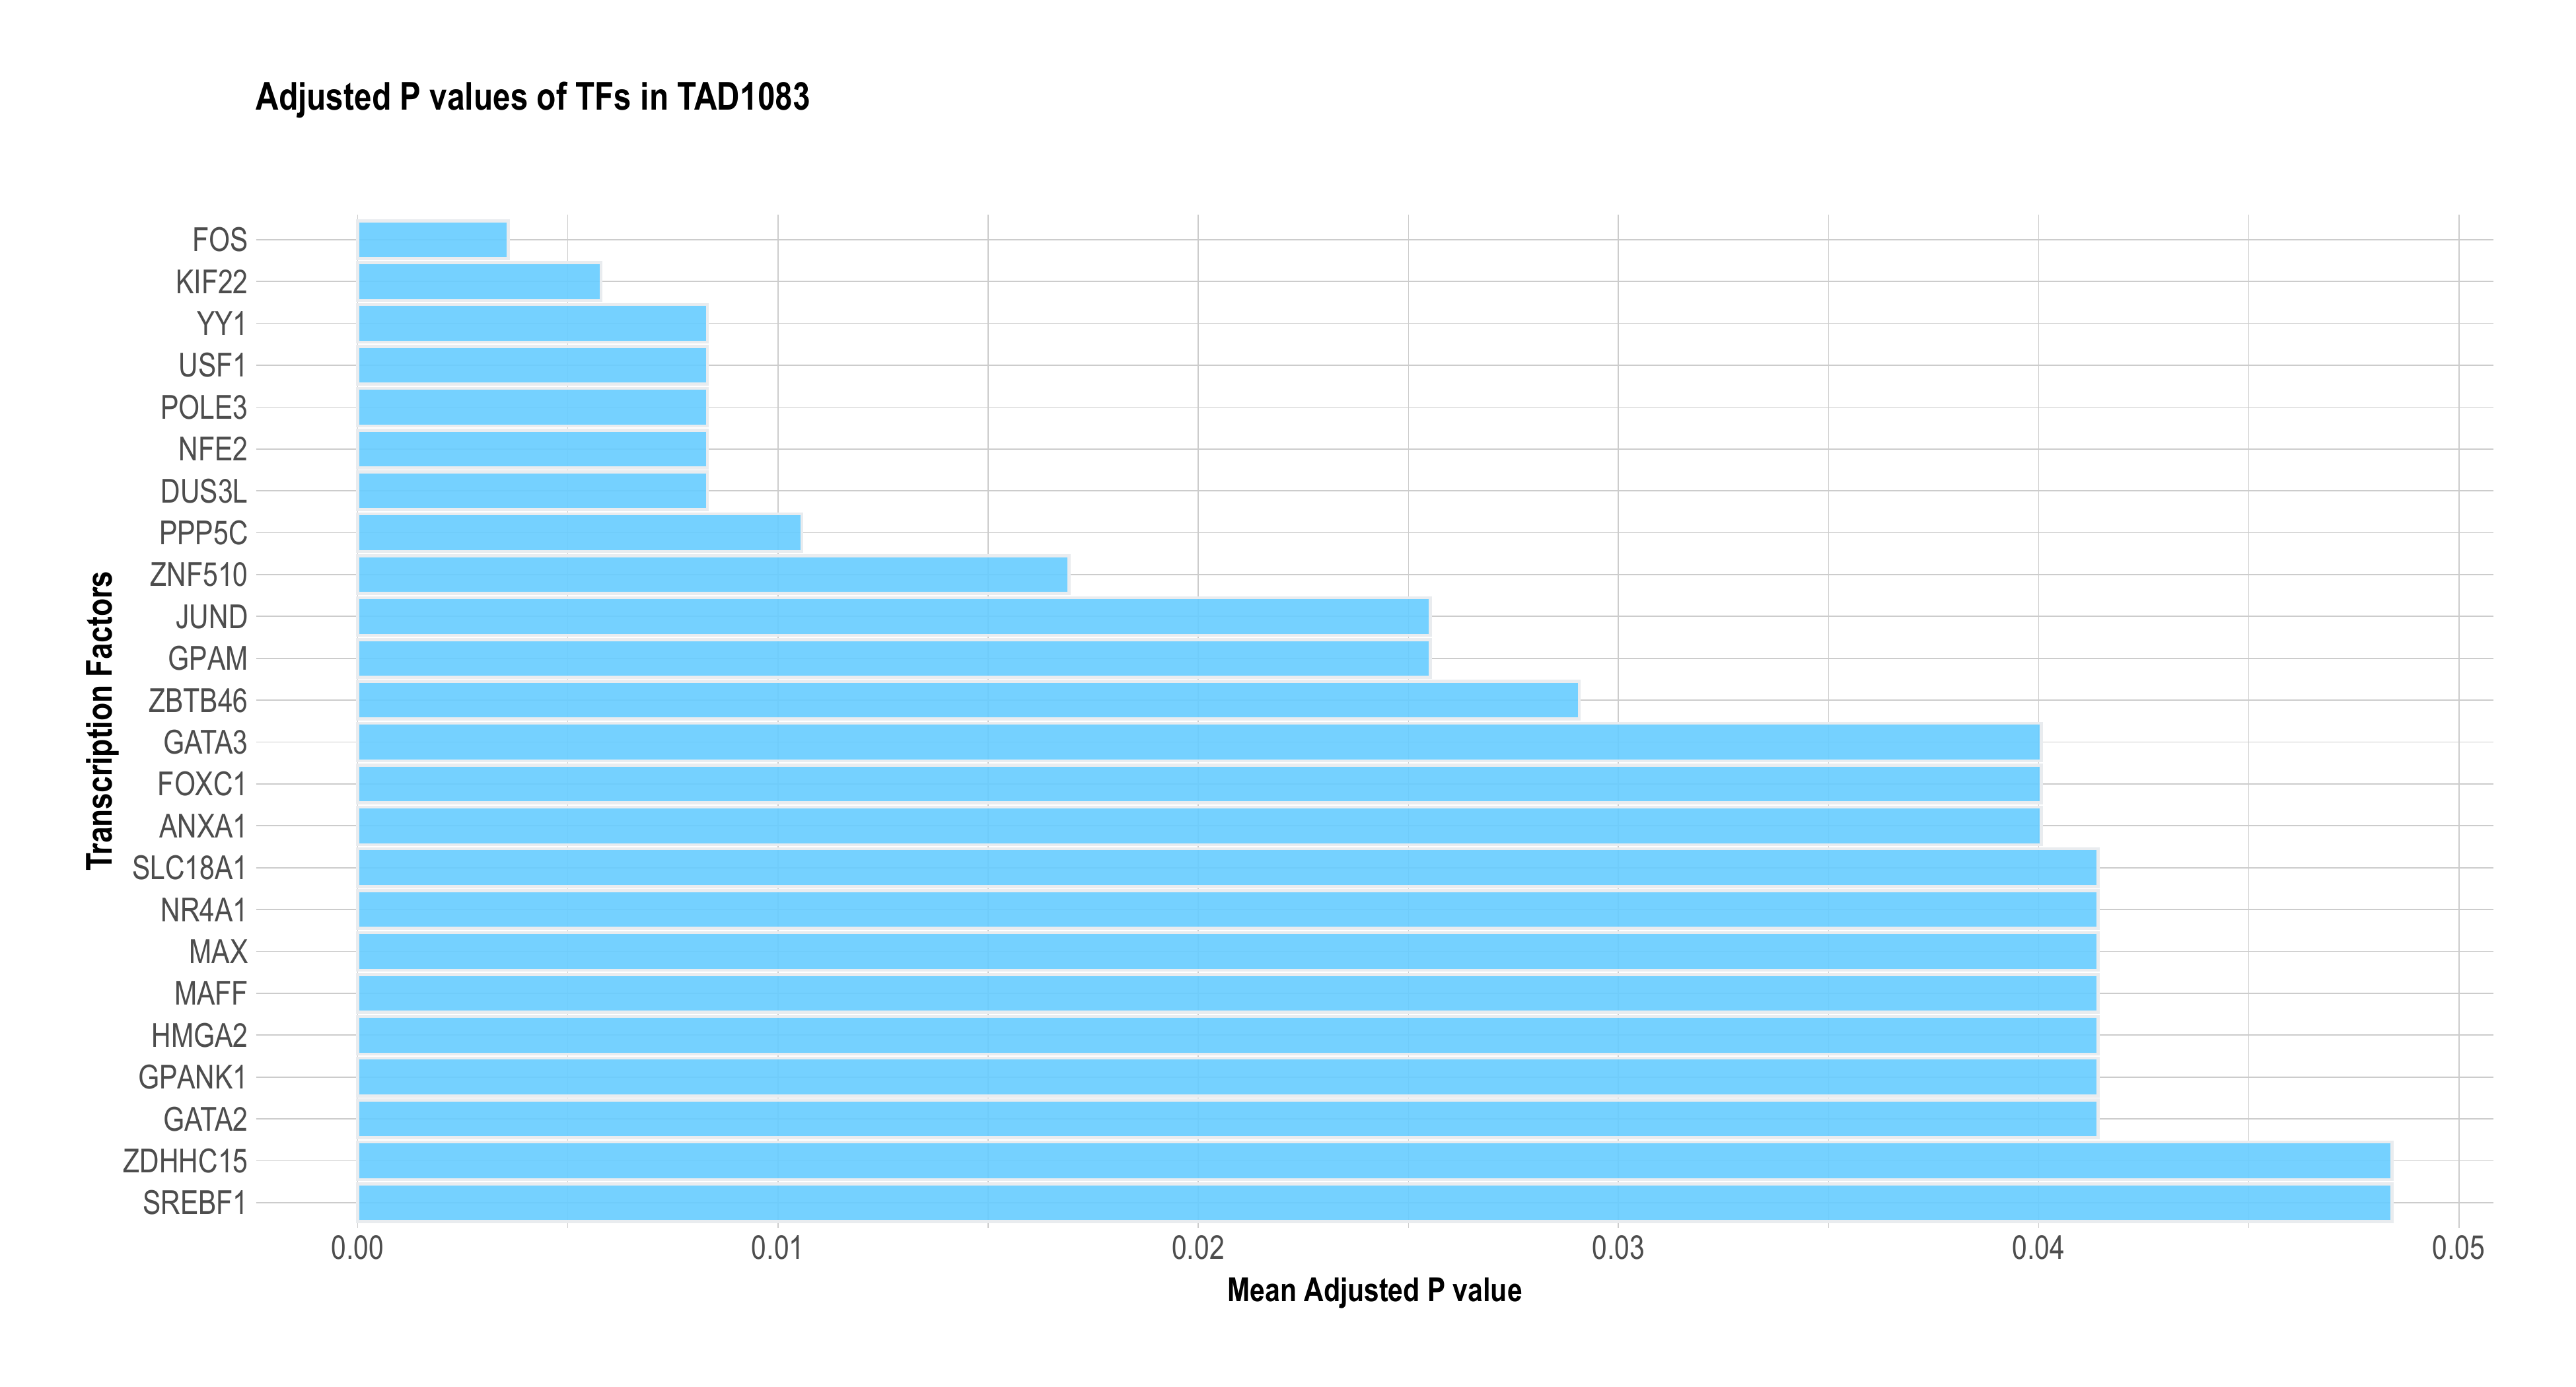 Adjusted P values of TFs in TAD1083
Transcription Factors
FOS
KIF22
YY1
USF1
POLE3
NFE2
DUS3L
PPP5C
ZNF510
JUND
GPAM
ZBTB46
GATA3
FOXC1
ANXA1
SLC18A1
NR4A1
MAX
MAFF
HMGA2
GPANK1
GATA2
ZDHHC15
SREBF1
0.00 0.01 0.02 0.03 0.04 0.05
Mean Adjusted P value